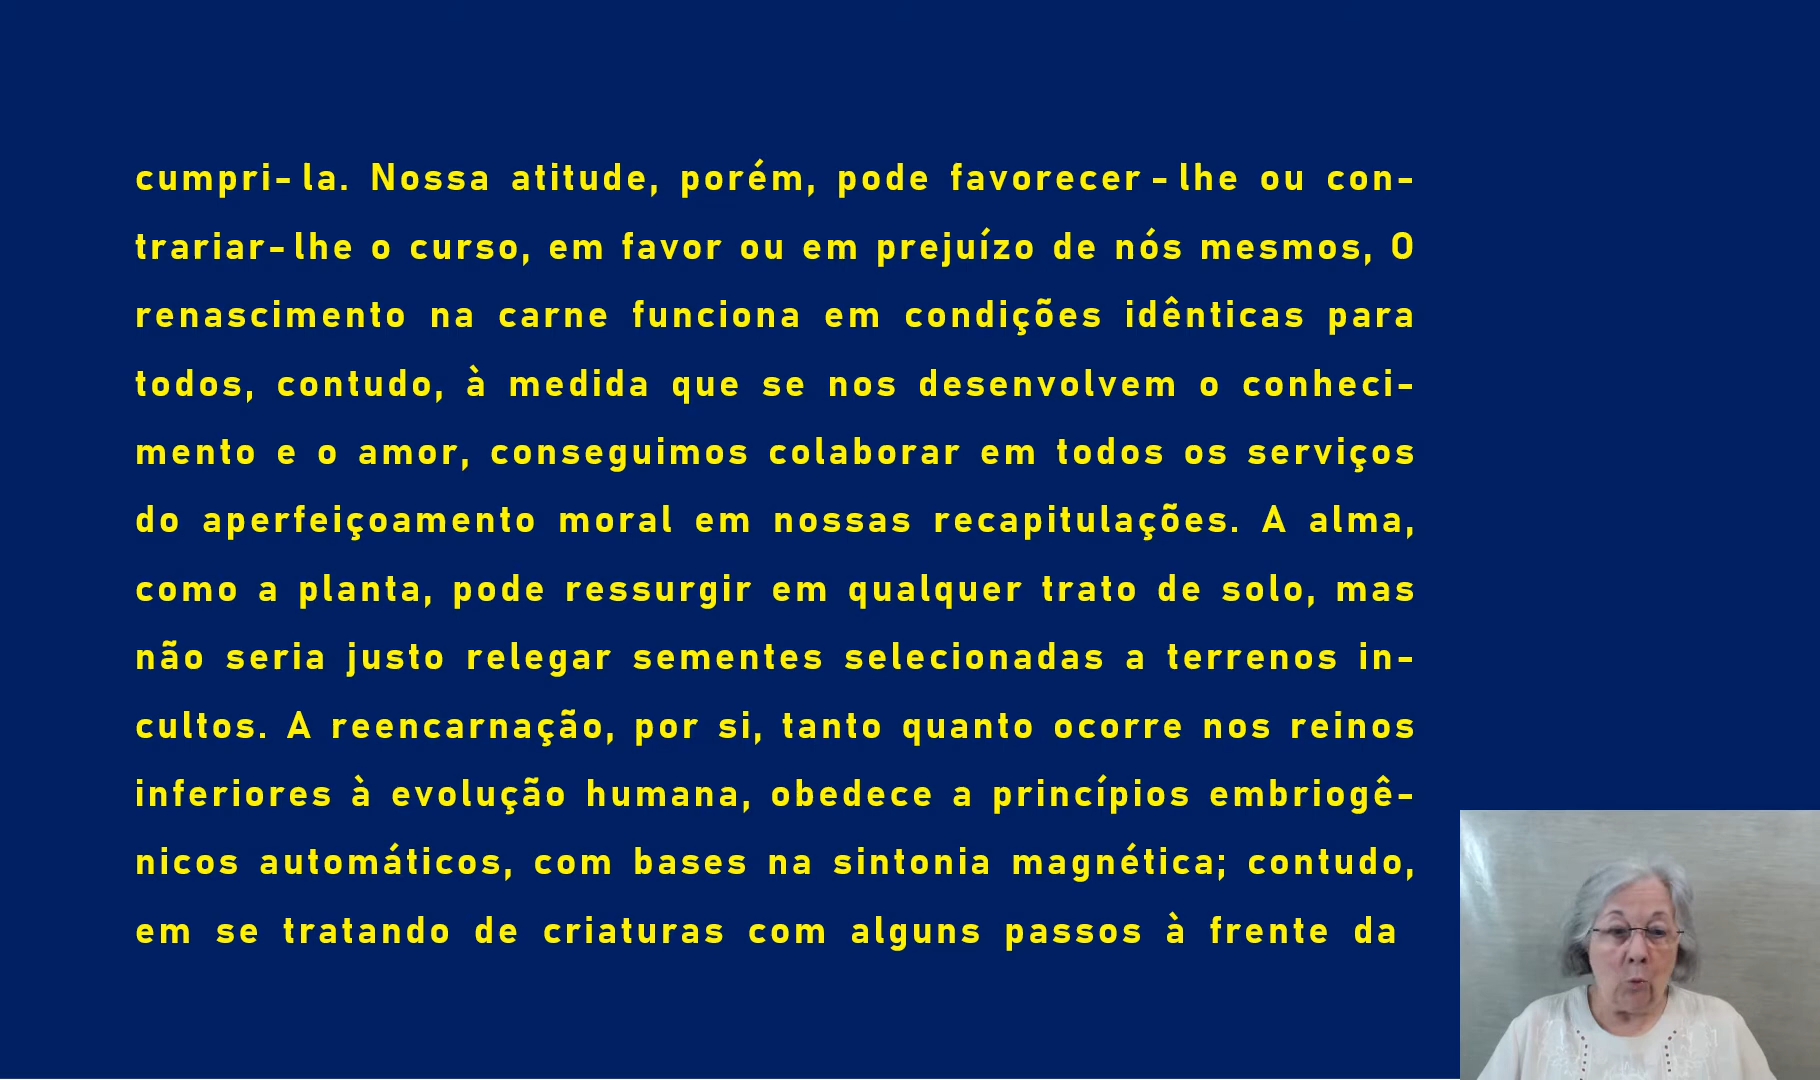 cumpri-la. Nossa atitude, porém, pode favorecer-lhe ou con-
trariar-lhe o curso, em favor ou em prejuízo de nós mesmos, O
renascimento na carne funciona em condições idênticas para
todos, contudo, à medida que se nos desenvolvem o conheci-
mento e o amor, conseguimos colaborar em todos os serviços
do aperfeiçoamento moral em nossas recapitulações. A alma,
como a planta, pode ressurgir em qualquer trato de solo, mas
não seria justo relegar sementes selecionadas a terrenos in-
cultos. A reencarnação, por si, tanto quanto ocorre nos reinos
inferiores à evolução humana, obedece a princípios embriogê-
nicos automáticos, com bases na sintonia magnética; contudo,
em se tratando de criaturas com alguns passos à frente da